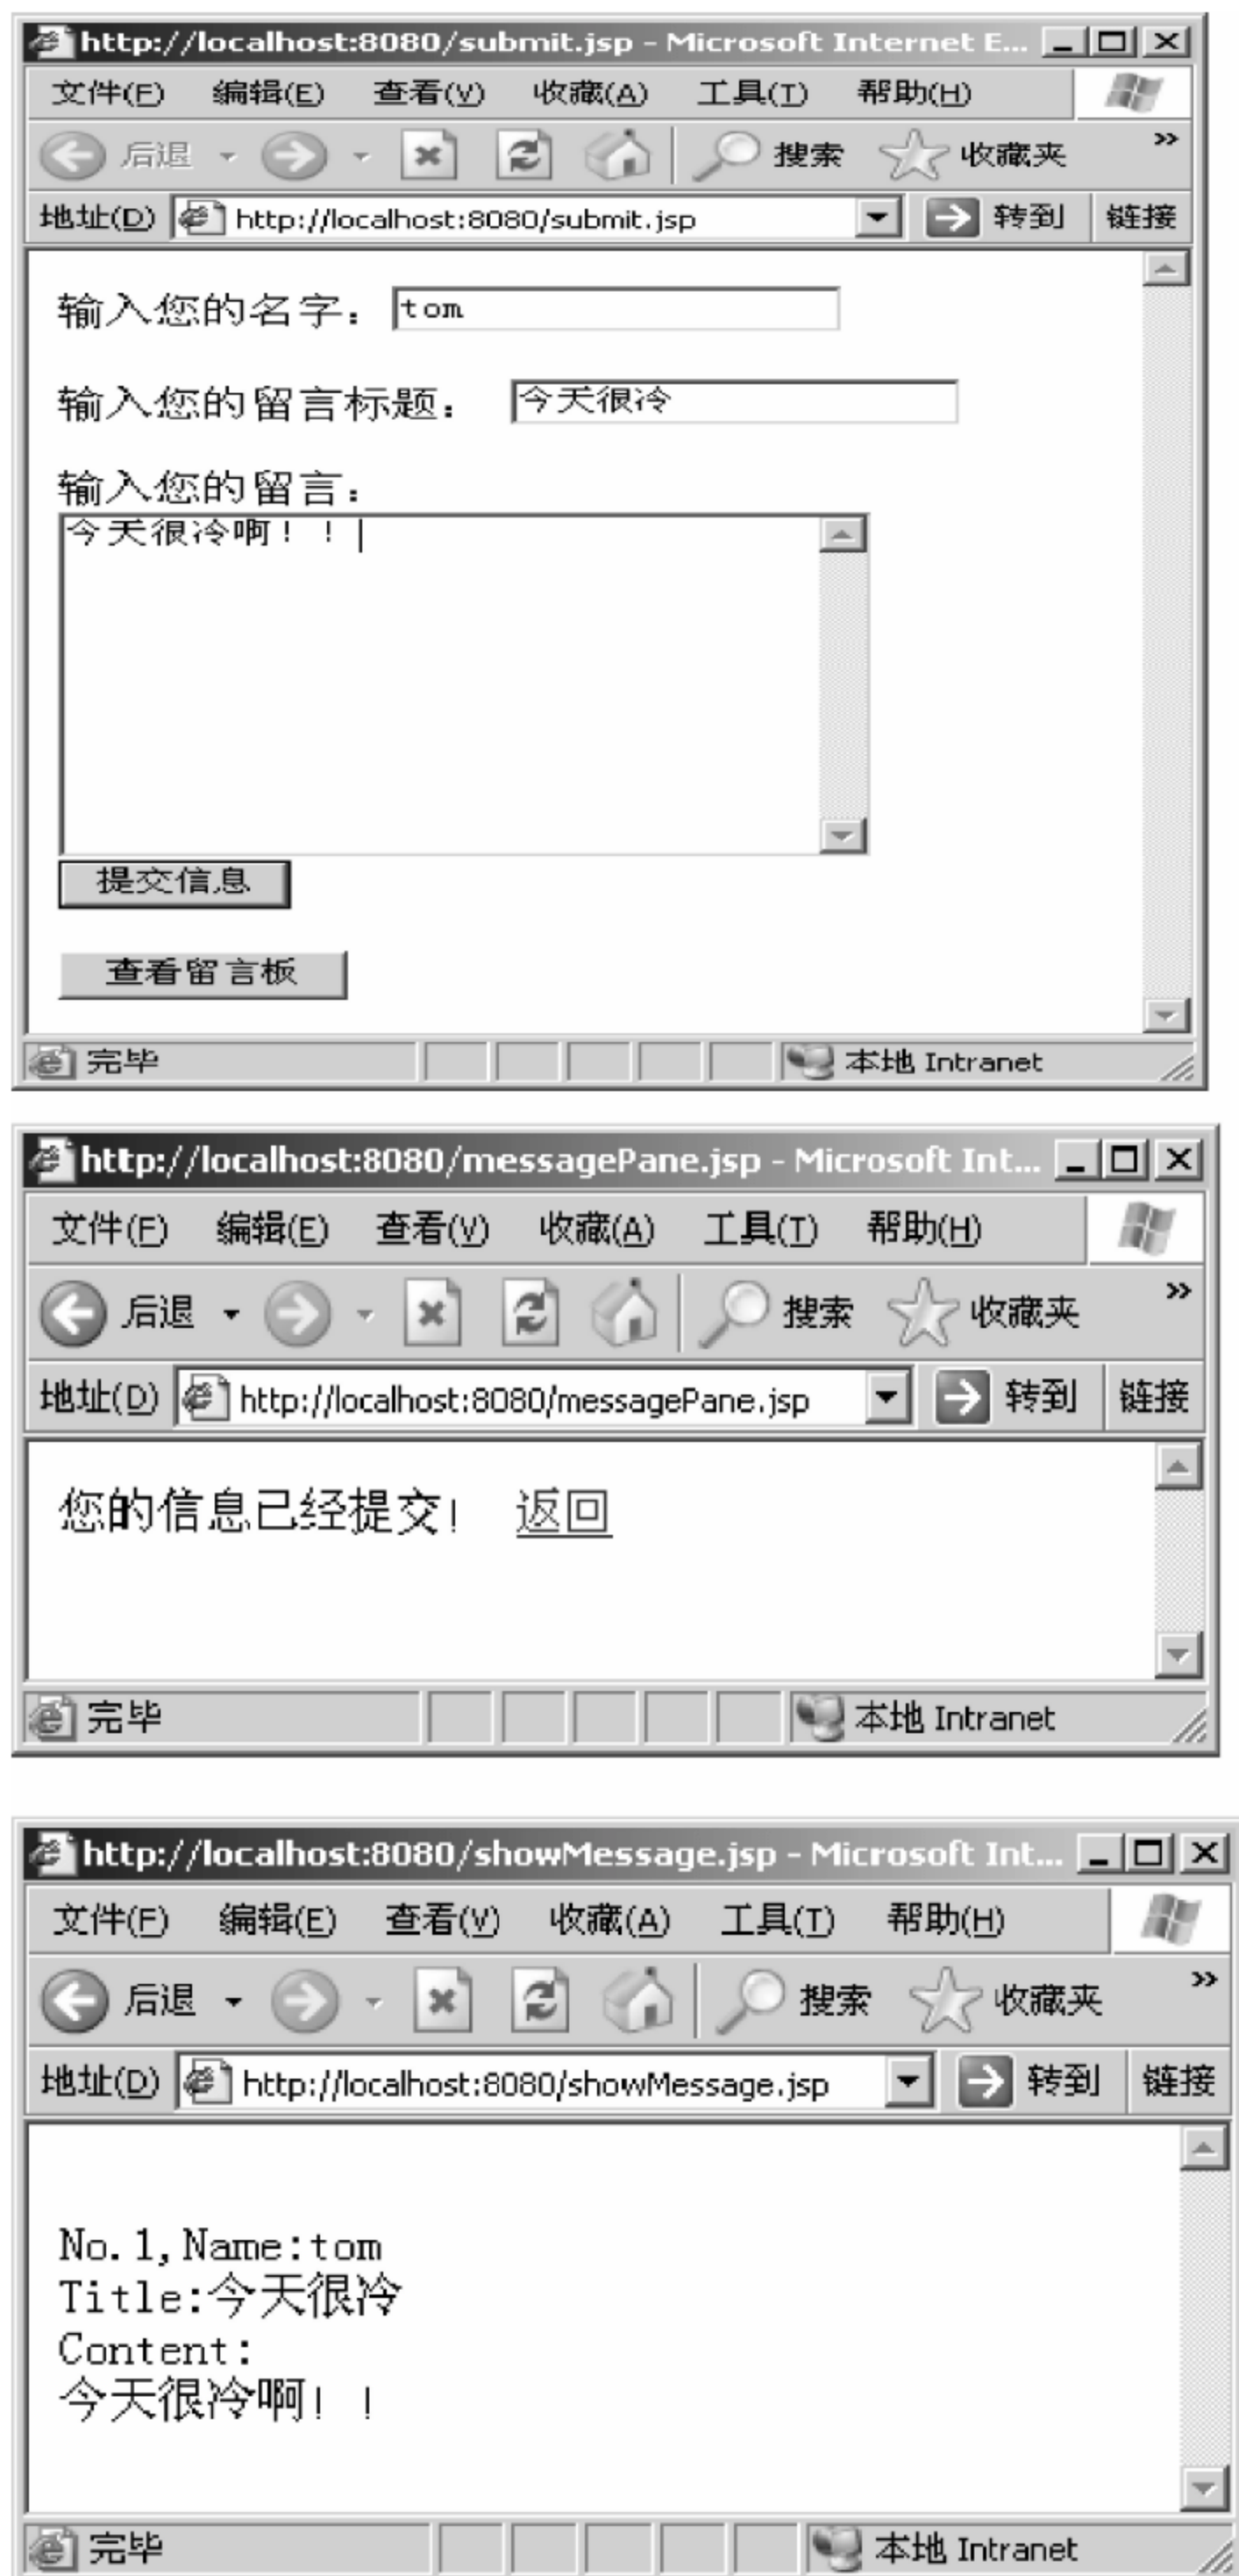 http://localhost:8080/submit.jsp - Microsoft Internet E...
文件(F) 编辑(E) 查看(V) 收藏(A) 工具(T) 帮助(H)
后退 搜索 收藏夹 »
地址(D) http://localhost:8080/submit.jsp 转到 链接
输入您的名字: tom
输入您的留言标题: 今天很冷
输入您的留言:
今天很冷啊！！
提交信息
查看留言板
完毕 本地 Intranet
http://localhost:8080/messagePane.jsp - Microsoft Int...
文件(F) 编辑(E) 查看(V) 收藏(A) 工具(T) 帮助(H)
后退 搜索 收藏夹 »
地址(D) http://localhost:8080/messagePane.jsp 转到 链接
您的信息已经提交！ 返回
完毕 本地 Intranet
http://localhost:8080/showMessage.jsp - Microsoft Int...
文件(F) 编辑(E) 查看(V) 收藏(A) 工具(T) 帮助(H)
后退 搜索 收藏夹 »
地址(D) http://localhost:8080/showMessage.jsp 转到 链接
No.1,Name:tom
Title:今天很冷
Content:
今天很冷啊！！
完毕 本地 Intranet